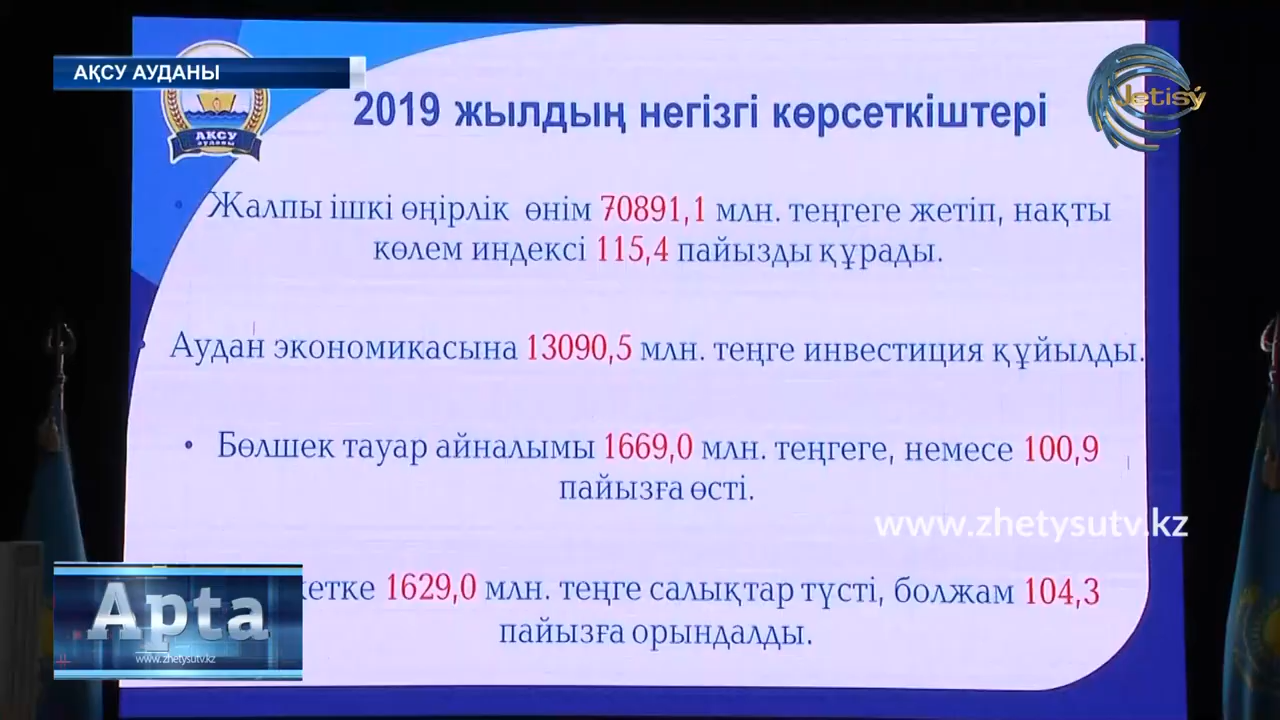 АҚСУ АУДАНЫ
Jetisý
АҚСУ
ауданы
2019 жылдың негізгі көрсеткіштері
• Жалпы ішкі өңірлік өнім 70891,1 млн. теңгеге жетіп, нақты
көлем индексі 115,4 пайызды құрады.
Аудан экономикасына 13090,5 млн. теңге инвестиция құйылды.
• Бөлшек тауар айналымы 1669,0 млн. теңгеге, немесе 100,9
пайызға өсті.
www.zhetysutv.kz
1629,0 млн. теңге салықтар түсті, болжам 104,3
пайызға орындалды.
Apta
www.zhetysutv.kz